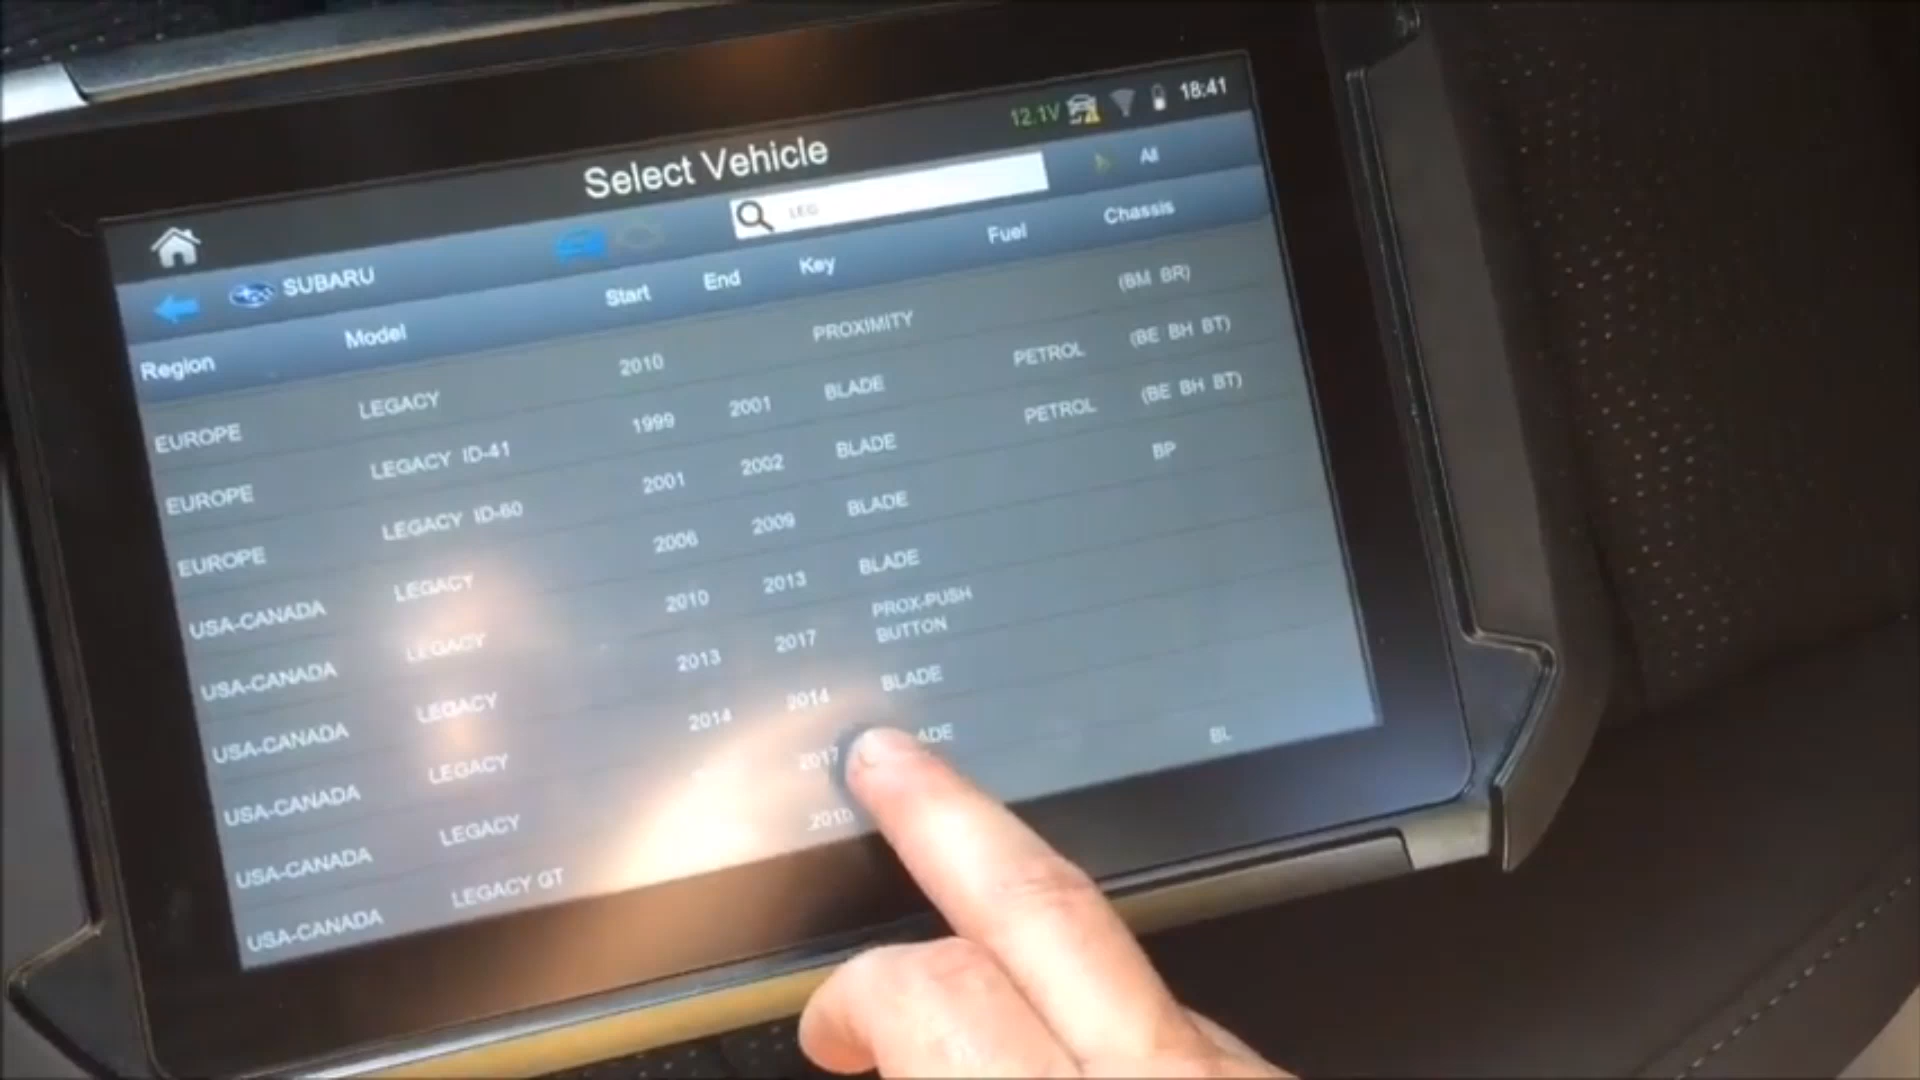 12.1V 18:41
Select Vehicle
SUBARU LEG All
Region Model Start End Key Fuel Chassis
EUROPE LEGACY 2010 PROXIMITY (BM BR)
EUROPE LEGACY ID-41 1999 2001 BLADE PETROL (BE BH BT)
EUROPE LEGACY ID-60 2001 2002 BLADE PETROL (BE BH BT)
USA-CANADA LEGACY 2006 2009 BLADE BP
USA-CANADA LEGACY 2010 2013 BLADE
USA-CANADA LEGACY 2013 2017 PROX-PUSH
BUTTON
USA-CANADA LEGACY 2014 2014 BLADE
USA-CANADA LEGACY 2017
USA-CANADA LEGACY GT BL